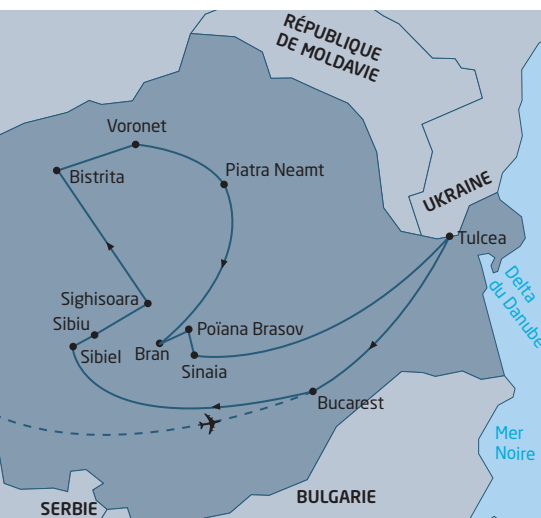 RÉPUBLIQUE
DE MOLDAVIE
Voronet
Bistrita
Piatra Neamt
UKRAINE
Tulcea
Delta
du Danube
Sighisoara
Sibiu
Sibiel
Bran
Poïana Brasov
Sinaia
Bucarest
Mer
Noire
SERBIE
BULGARIE